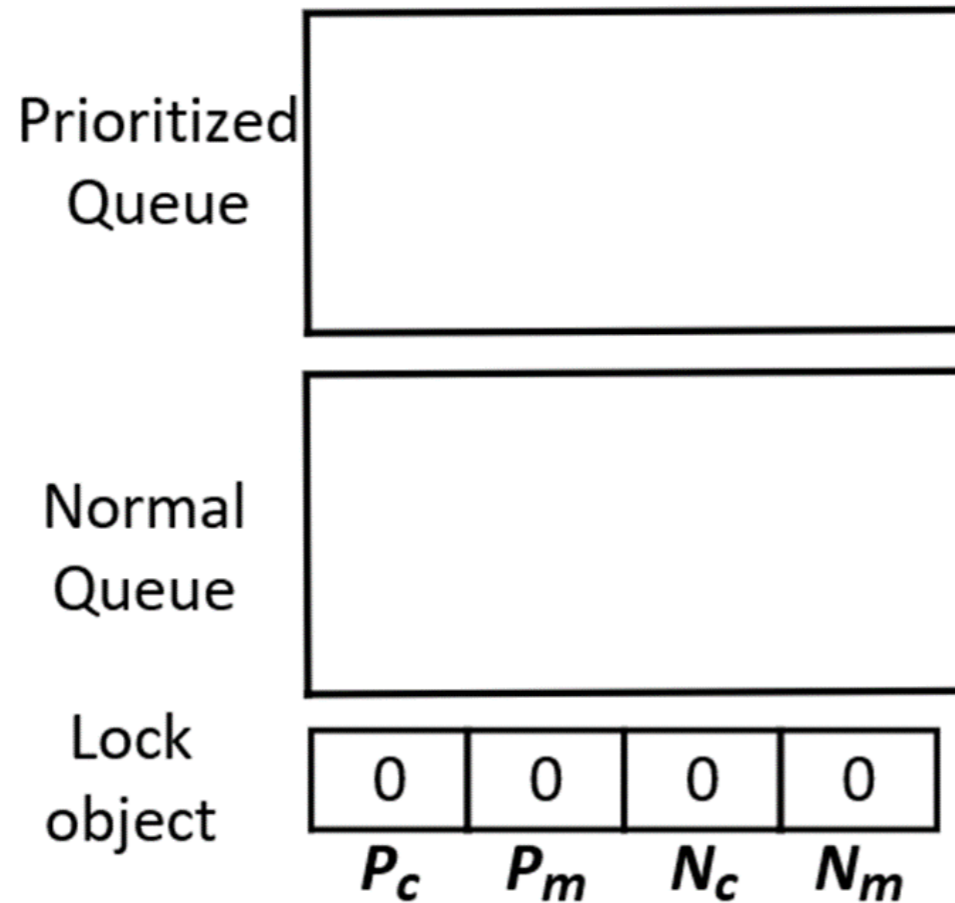 Prioritized
Queue
Normal
Queue
Lock
object
0 0 0 0
Pc Pm Nc Nm